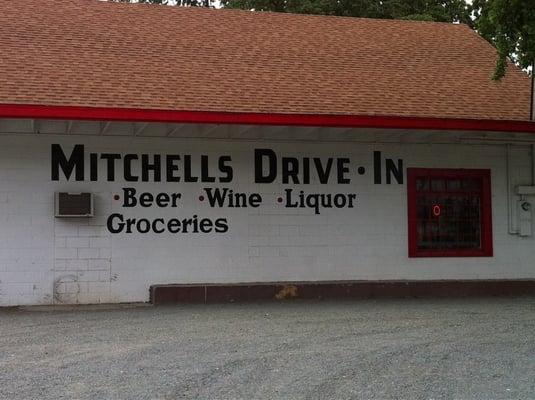 Mitchells Drive·In
·Beer ·Wine ·Liquor
Groceries